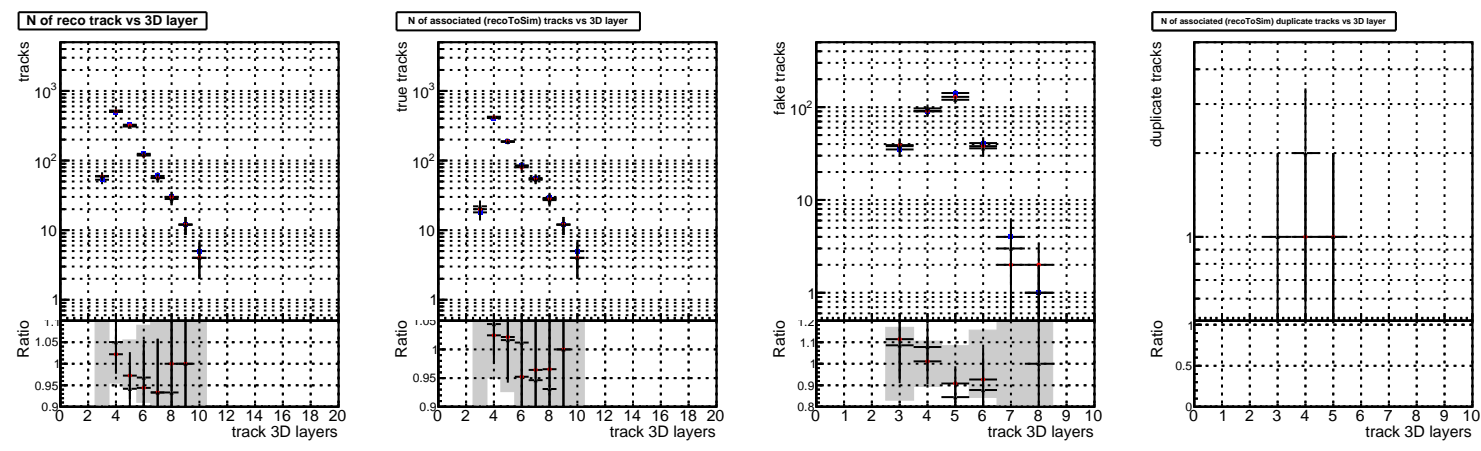 N of reco track vs 3D layer
tracks
10³
10²
10
1
Ratio
1.1
1.05
1
0.95
0.9
0 2 4 6 8 10 12 14 16 18 20
track 3D layers
N of associated (recoToSim) tracks vs 3D layer
true tracks
10³
10²
10
1
Ratio
1.05
1
0.95
0.9
0 2 4 6 8 10 12 14 16 18 20
track 3D layers
fake tracks
10²
10
1
Ratio
1.2
1.1
1
0.9
0.8
0 1 2 3 4 5 6 7 8 9 10
track 3D layers
N of associated (recoToSim) duplicate tracks vs 3D layer
duplicate tracks
1
Ratio
1
0.5
0
0 1 2 3 4 5 6 7 8 9 10
track 3D layers